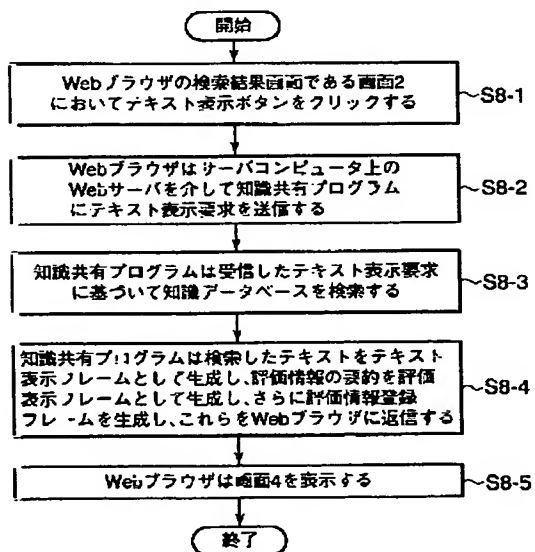 開始
Webブラウザの検索結果画面である画面2
においてテキスト表示ボタンをクリックする
~S8-1
Webブラウザはサーバコンピュータ上の
Webサーバを介して知識共有プログラム
にテキスト表示要求を送信する
~S8-2
知識共有プログラムは受信したテキスト表示要求
に基づいて知識データベースを検索する
~S8-3
知識共有プログラムは検索したテキストをテキスト
表示フレームとして生成し、評価情報の要約を評価
表示フレームとして生成し、さらに評価情報登録
フレームを生成し、これらをWebブラウザに返信する
~S8-4
Webブラウザは画面4を表示する
~S8-5
終了